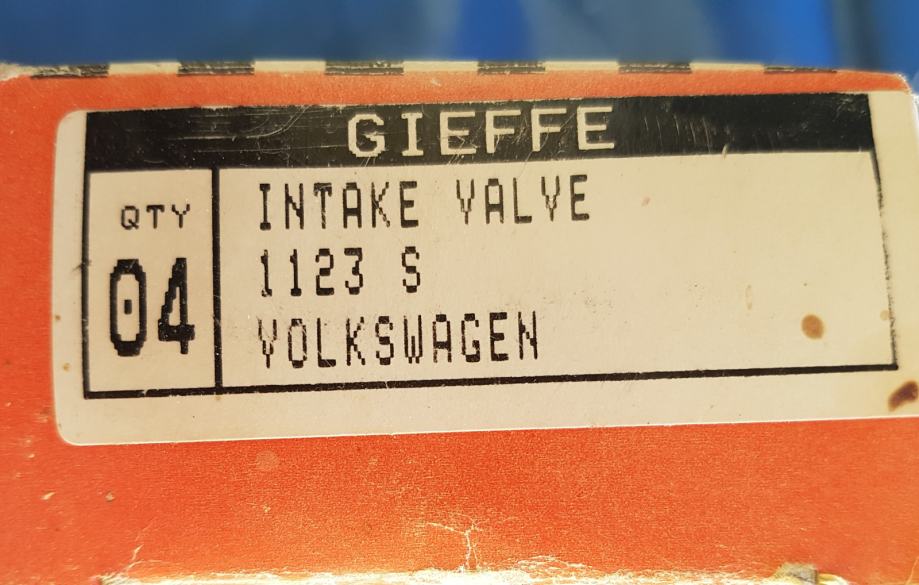 GIEFFE
QTY
04
INTAKE VALVE
1123 S
VOLKSWAGEN